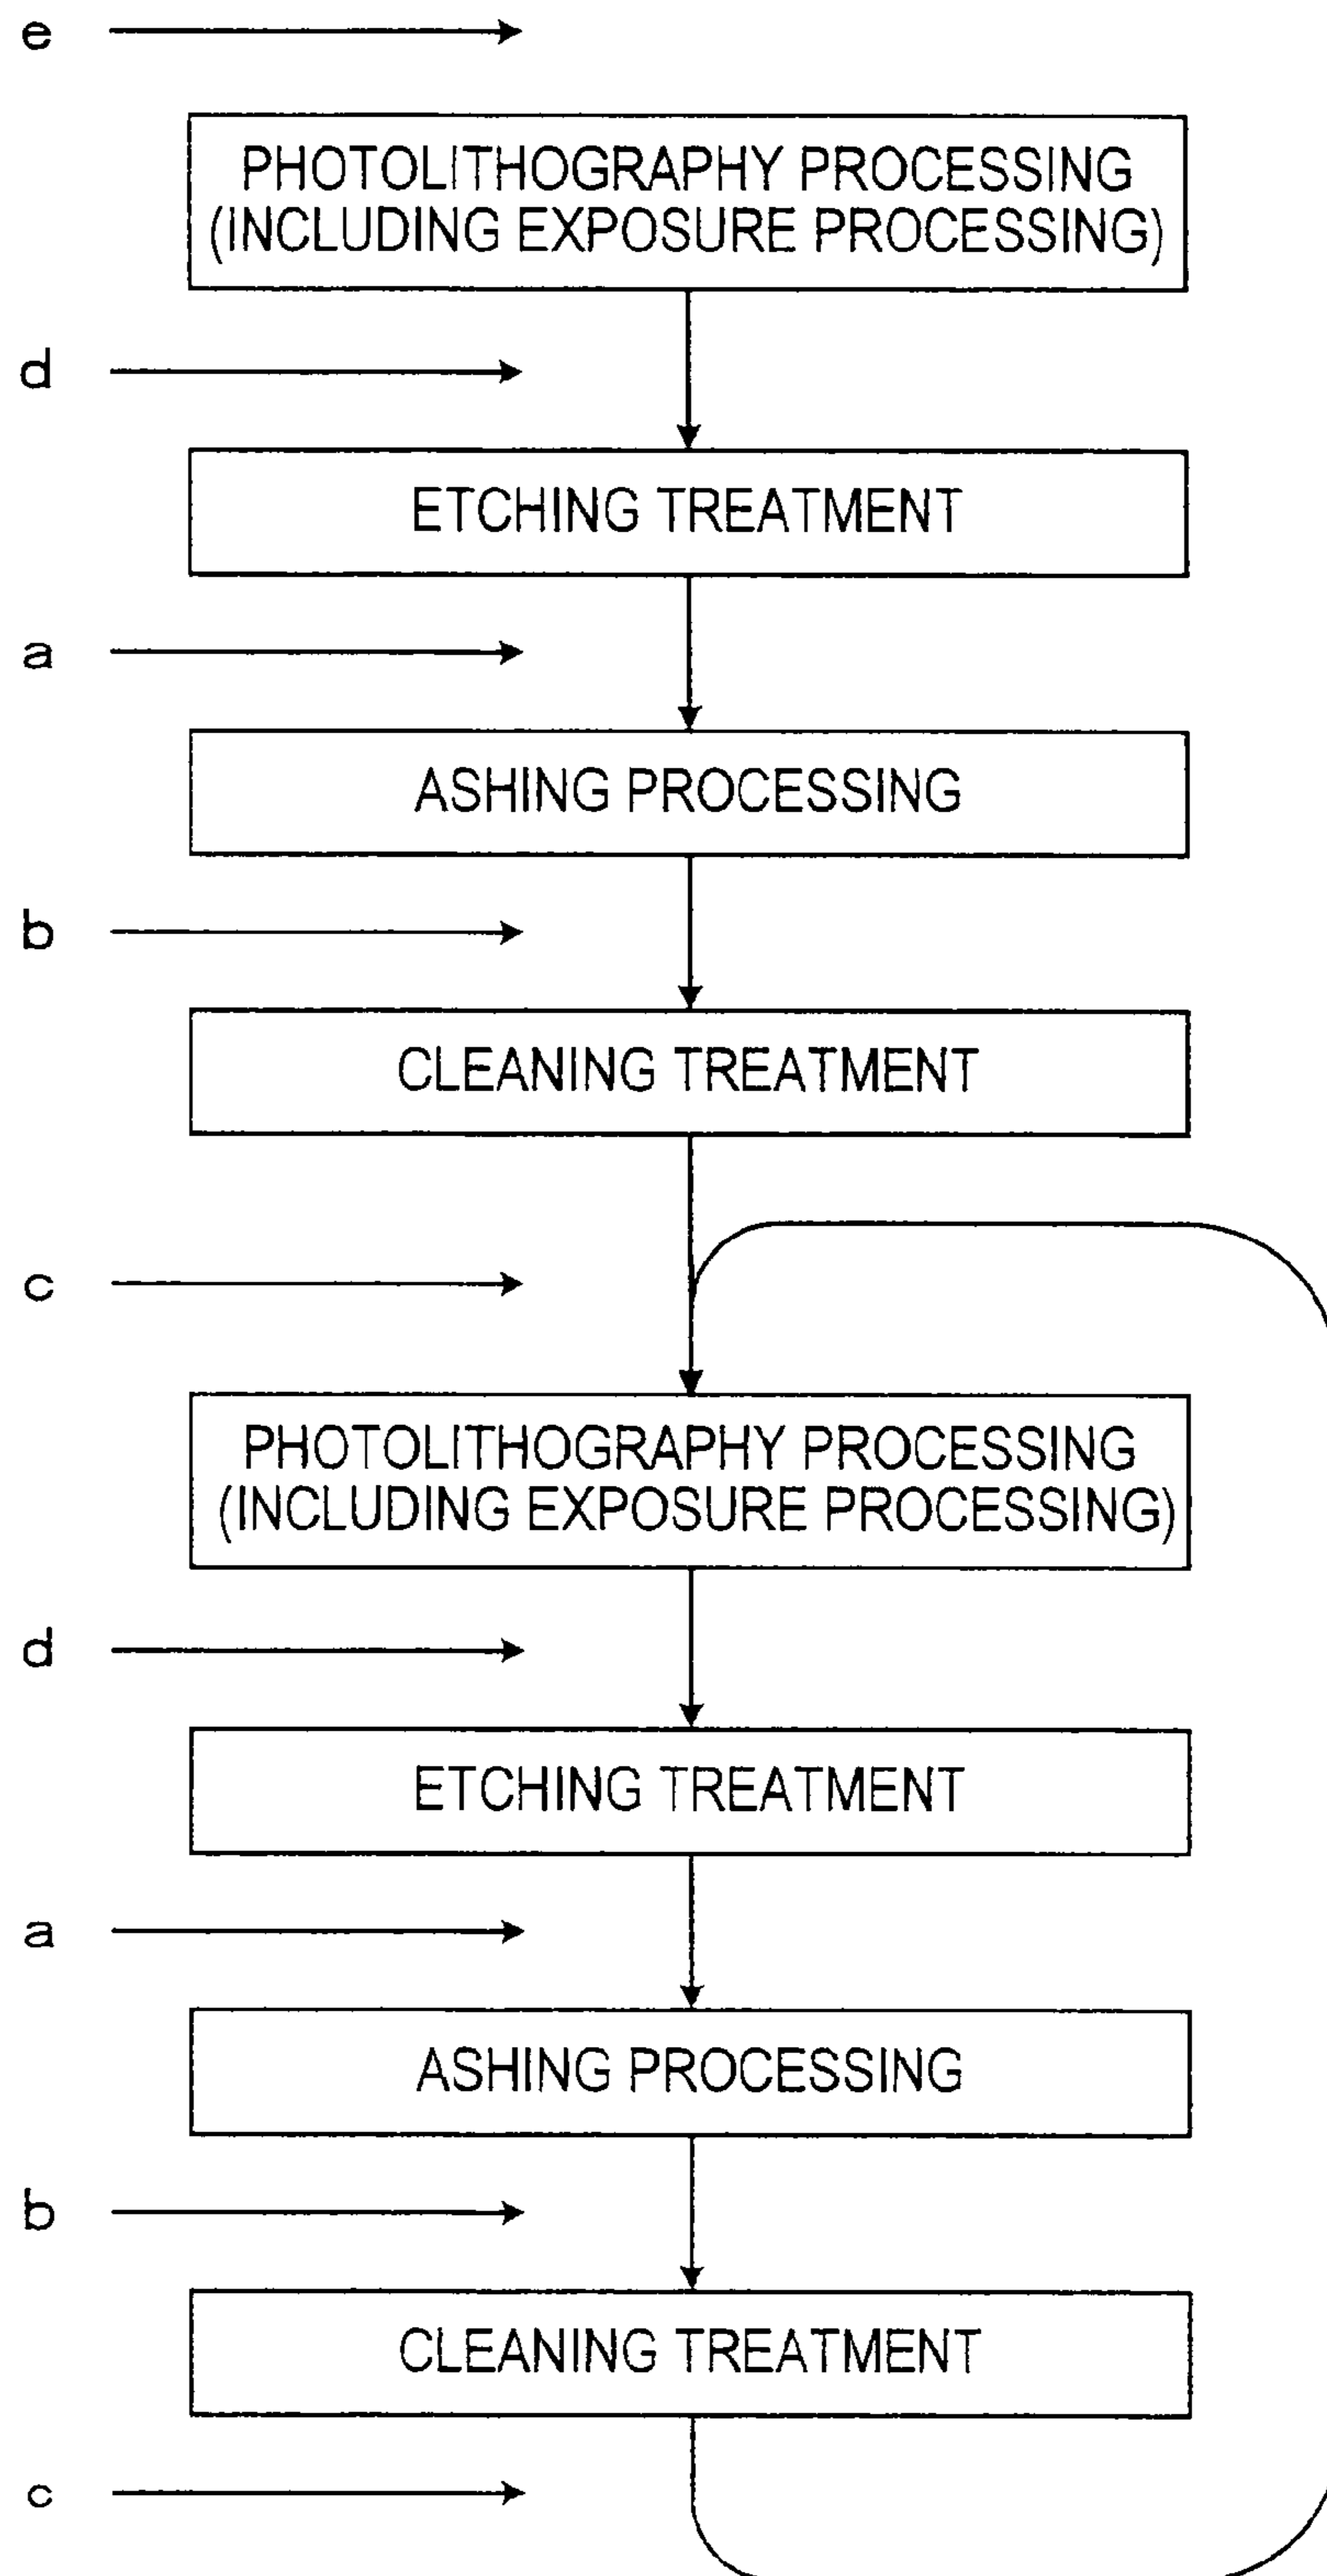 e
PHOTOLITHOGRAPHY PROCESSING
(INCLUDING EXPOSURE PROCESSING)
d
ETCHING TREATMENT
a
ASHING PROCESSING
b
CLEANING TREATMENT
c
PHOTOLITHOGRAPHY PROCESSING
(INCLUDING EXPOSURE PROCESSING)
d
ETCHING TREATMENT
a
ASHING PROCESSING
b
CLEANING TREATMENT
c